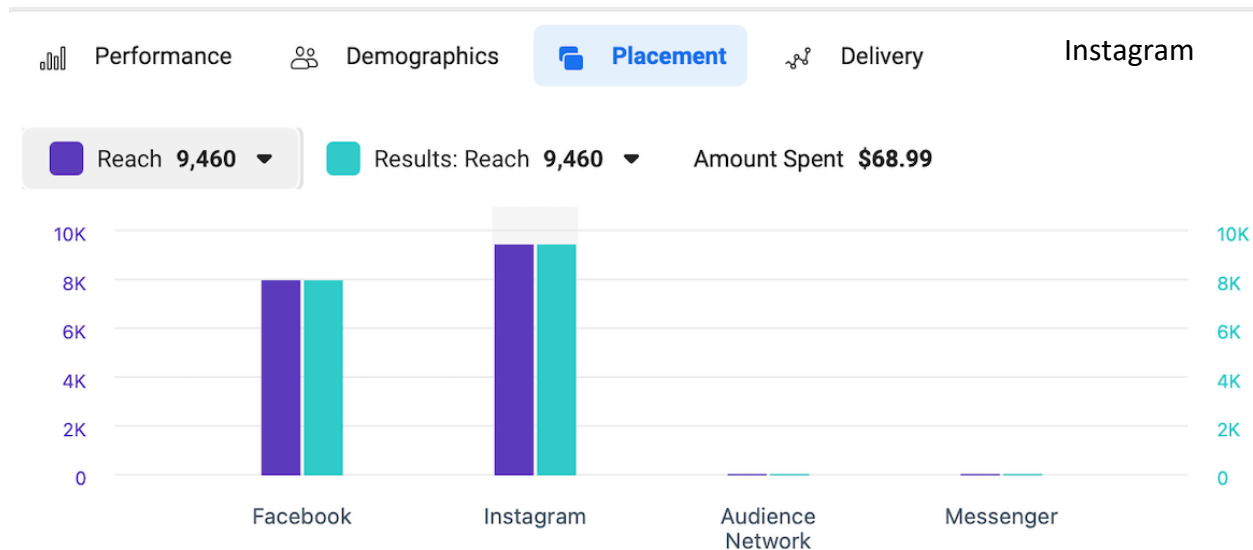 Performance Demographics Placement Delivery Instagram
Reach 9,460 Results: Reach 9,460 Amount Spent $68.99
10K 10K
8K 8K
6K 6K
4K 4K
2K 2K
0 0
Facebook Instagram Audience Messenger
Network